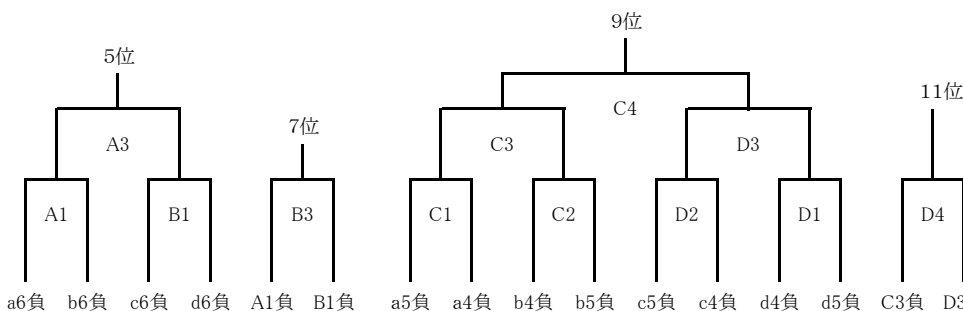 9位
5位
11位
C4
7位
A3
C3
D3
A1
B1
B3
C1
C2
D2
D1
D4
a6負 b6負 c6負 d6負 A1負 B1負 a5負 a4負 b4負 b5負 c5負 c4負 d4負 d5負 C3負 D3